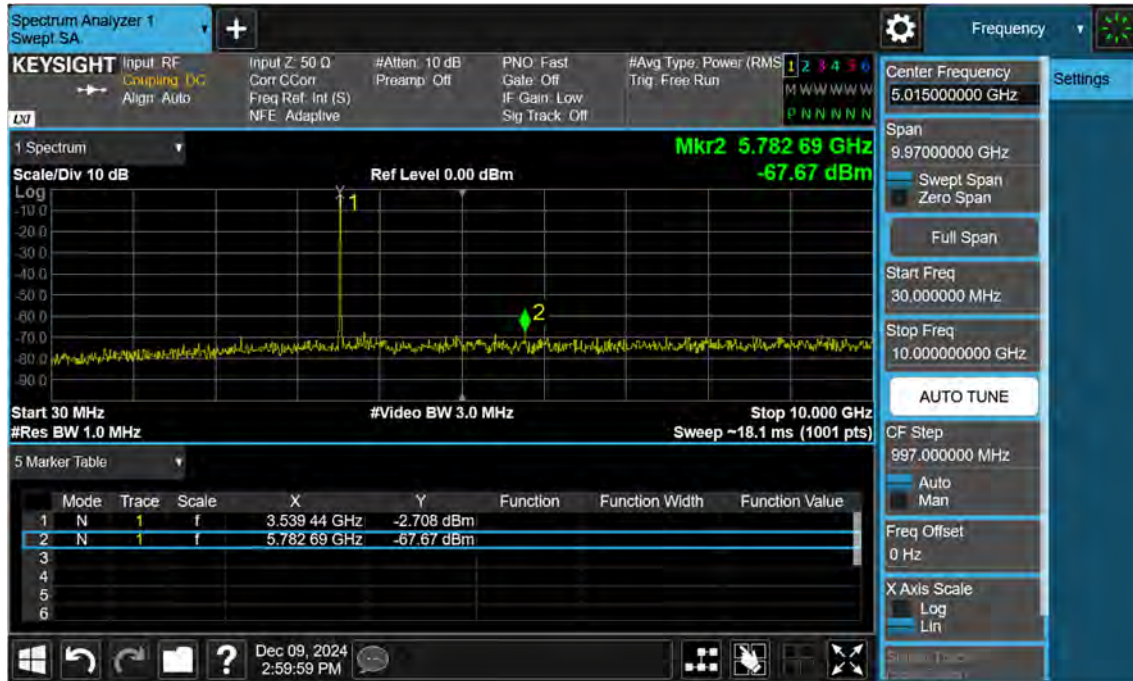 Spectrum Analyzer 1
Swept SA
+
Frequency
KEYSIGHT
Input: RF
Coupling: DC
Align: Auto
Input Z: 50 Ω
Corr CCorr
Freq Ref: Int (S)
NFE: Adaptive
#Atten: 10 dB
Preamp: Off
PNO: Fast
Gate: Off
IF Gain: Low
Sig Track: Off
#Avg Type: Power (RMS
Trig: Free Run
1 2 3 4 5 6
M W W W W W
P N N N N N
LXI
1 Spectrum
Scale/Div 10 dB
Ref Level 0.00 dBm
Mkr2 5.782 69 GHz
-67.67 dBm
Log
-10.0
-20.0
-30.0
-40.0
-50.0
-60.0
-70.0
-80.0
-90.0
1
2
Start 30 MHz
#Video BW 3.0 MHz
Stop 10.000 GHz
#Res BW 1.0 MHz
Sweep ~18.1 ms (1001 pts)
5 Marker Table
Mode Trace Scale X Y Function Function Width Function Value
1 N 1 f 3.539 44 GHz -2.708 dBm
2 N 1 f 5.782 69 GHz -67.67 dBm
3
4
5
6
?
Dec 09, 2024
2:59:59 PM
Center Frequency
5.015000000 GHz
Settings
Span
9.97000000 GHz
Swept Span
Zero Span
Full Span
Start Freq
30.000000 MHz
Stop Freq
10.000000000 GHz
AUTO TUNE
CF Step
997.000000 MHz
Auto
Man
Freq Offset
0 Hz
X Axis Scale
Log
Lin